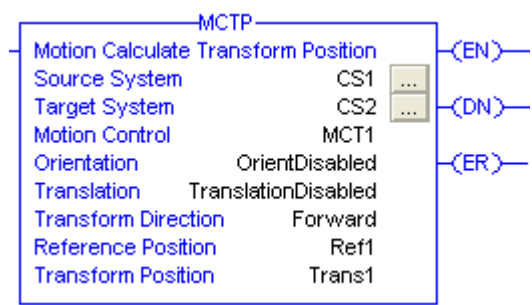 MCTP
Motion Calculate Transform Position (EN)
Source System CS1 ...
Target System CS2 ... (DN)
Motion Control MCT1
Orientation OrientDisabled (ER)
Translation TranslationDisabled
Transform Direction Forward
Reference Position Ref1
Transform Position Trans1